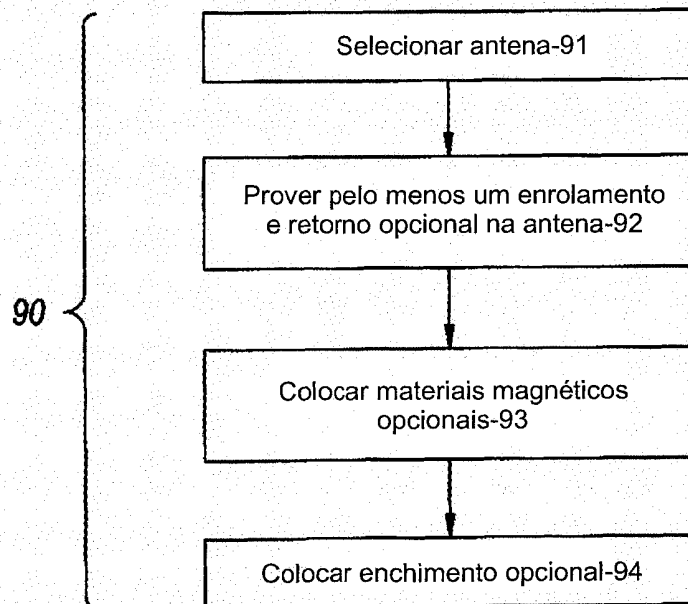 Selecionar antena-91
Prover pelo menos um enrolamento
e retorno opcional na antena-92
90
Colocar materiais magnéticos
opcionais-93
Colocar enchimento opcional-94